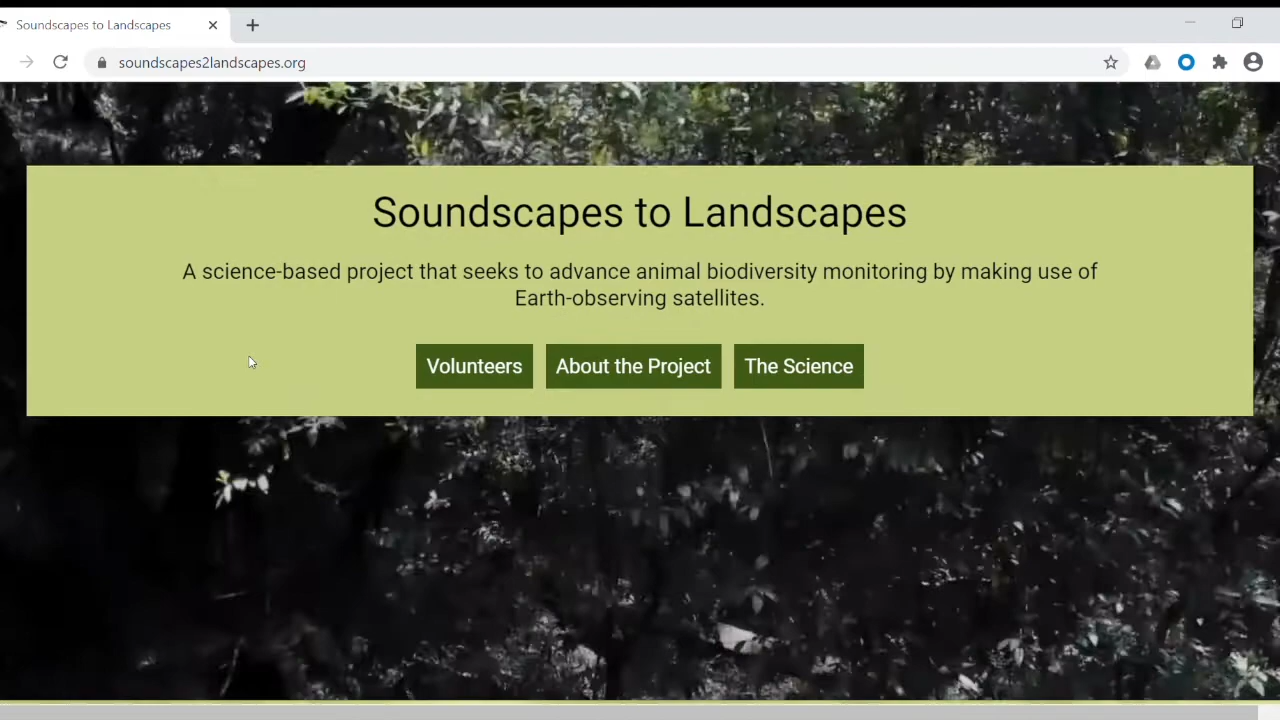 Soundscapes to Landscapes
soundscapes2landscapes.org
Soundscapes to Landscapes
A science-based project that seeks to advance animal biodiversity monitoring by making use of
Earth-observing satellites.
Volunteers About the Project The Science